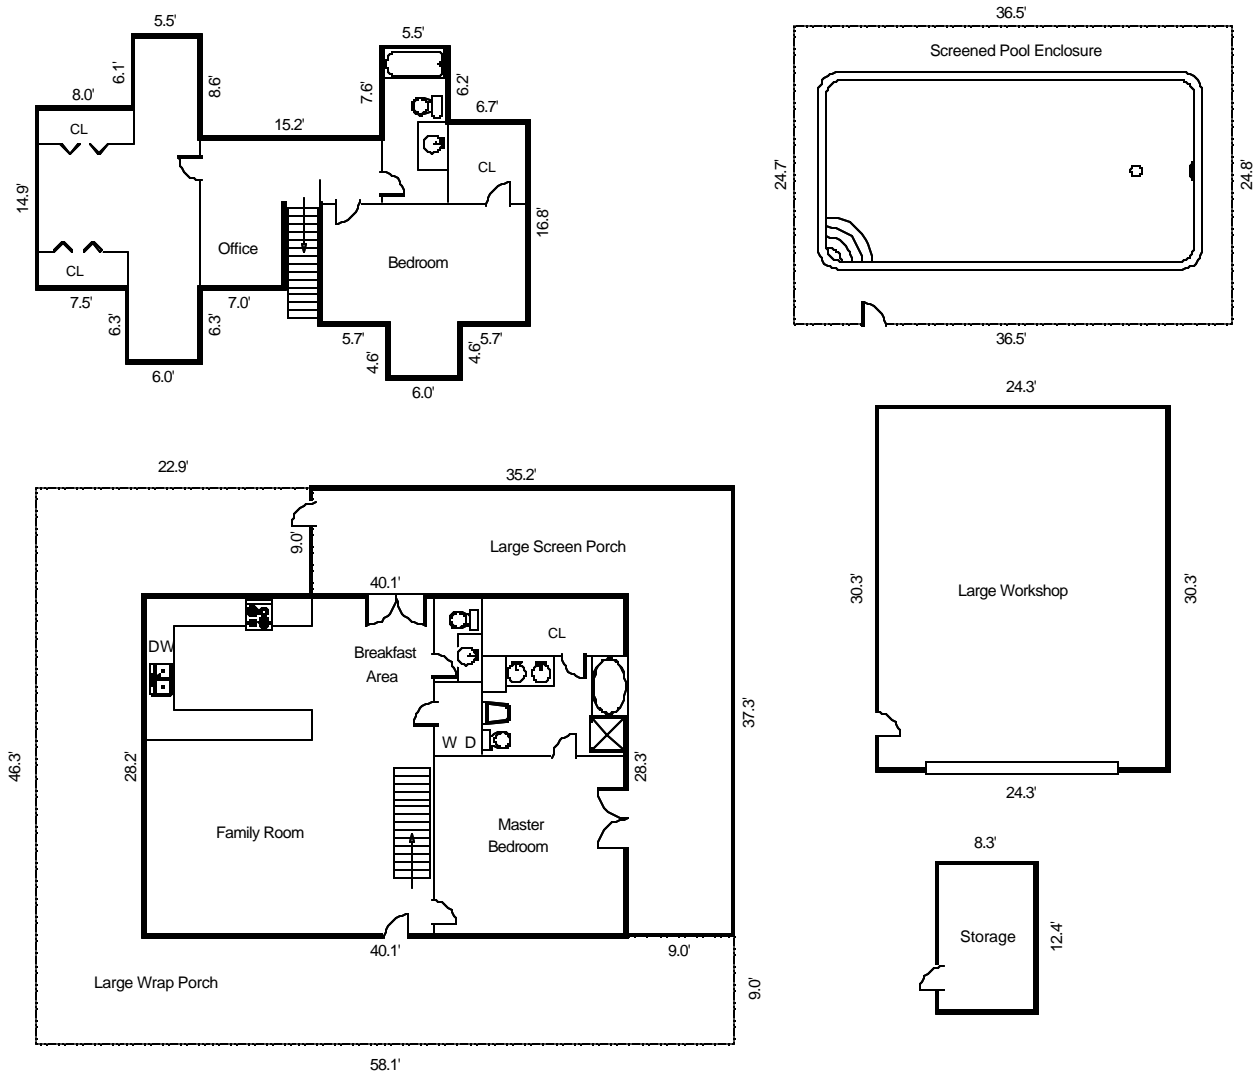 5.5'
6.1'
8.6'
8.0'
CL
15.2'
5.5'
7.6'
6.2'
6.7'
CL
14.9'
16.8'
Office
Bedroom
CL
7.5'
7.0'
6.3'
6.3'
6.0'
5.7'
5.7'
4.6'
4.6'
6.0'
36.5'
Screened Pool Enclosure
24.7'
24.8'
36.5'
24.3'
30.3'
Large Workshop
30.3'
24.3'
22.9'
35.2'
9.0'
Large Screen Porch
40.1'
DW
Breakfast
Area
CL
W D
46.3'
28.2'
28.3'
37.3'
Family Room
Master
Bedroom
40.1'
9.0'
Large Wrap Porch
9.0'
58.1'
8.3'
Storage
12.4'